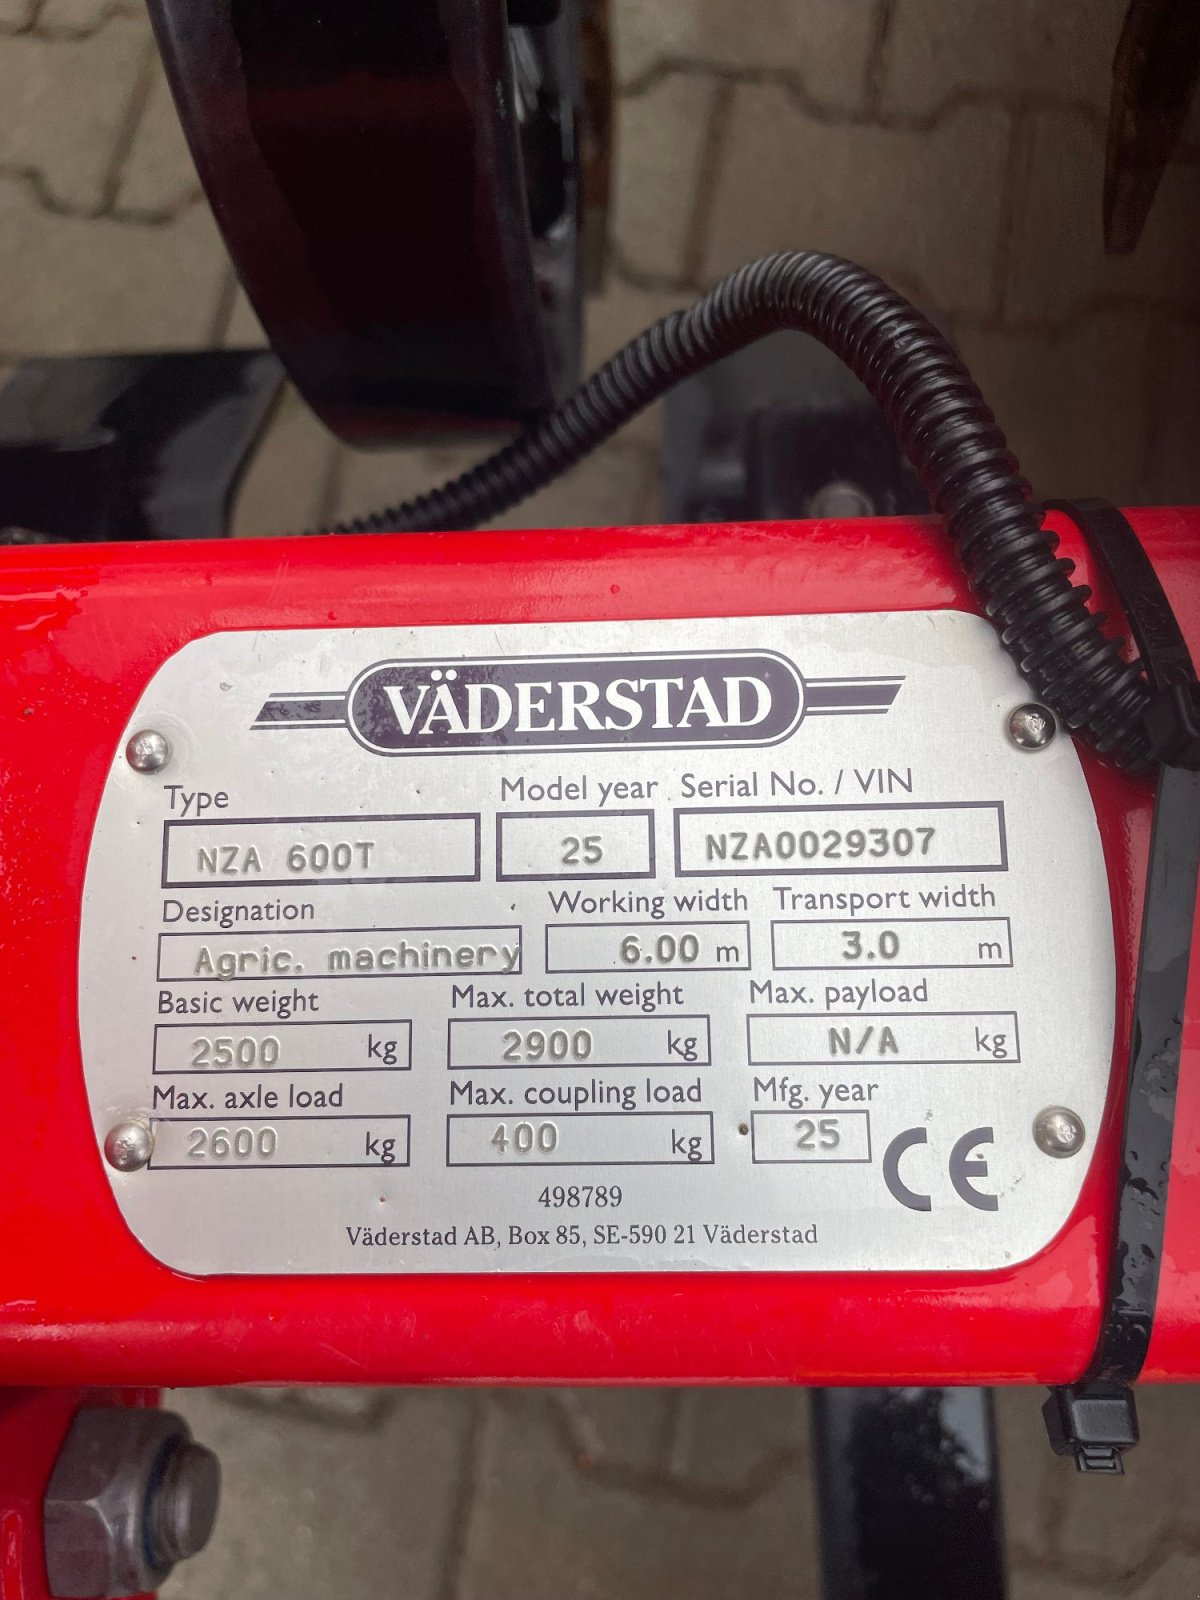 VÄDERSTAD
Type Model year Serial No. / VIN
NZA 600T 25 NZA0029307
Designation Working width Transport width
Agric. machinery 6.00 m 3.0 m
Basic weight Max. total weight Max. payload
2500 kg 2900 kg N/A kg
Max. axle load Max. coupling load Mfg. year
2600 kg 400 kg 25 CE
498789
Väderstad AB, Box 85, SE-590 21 Väderstad